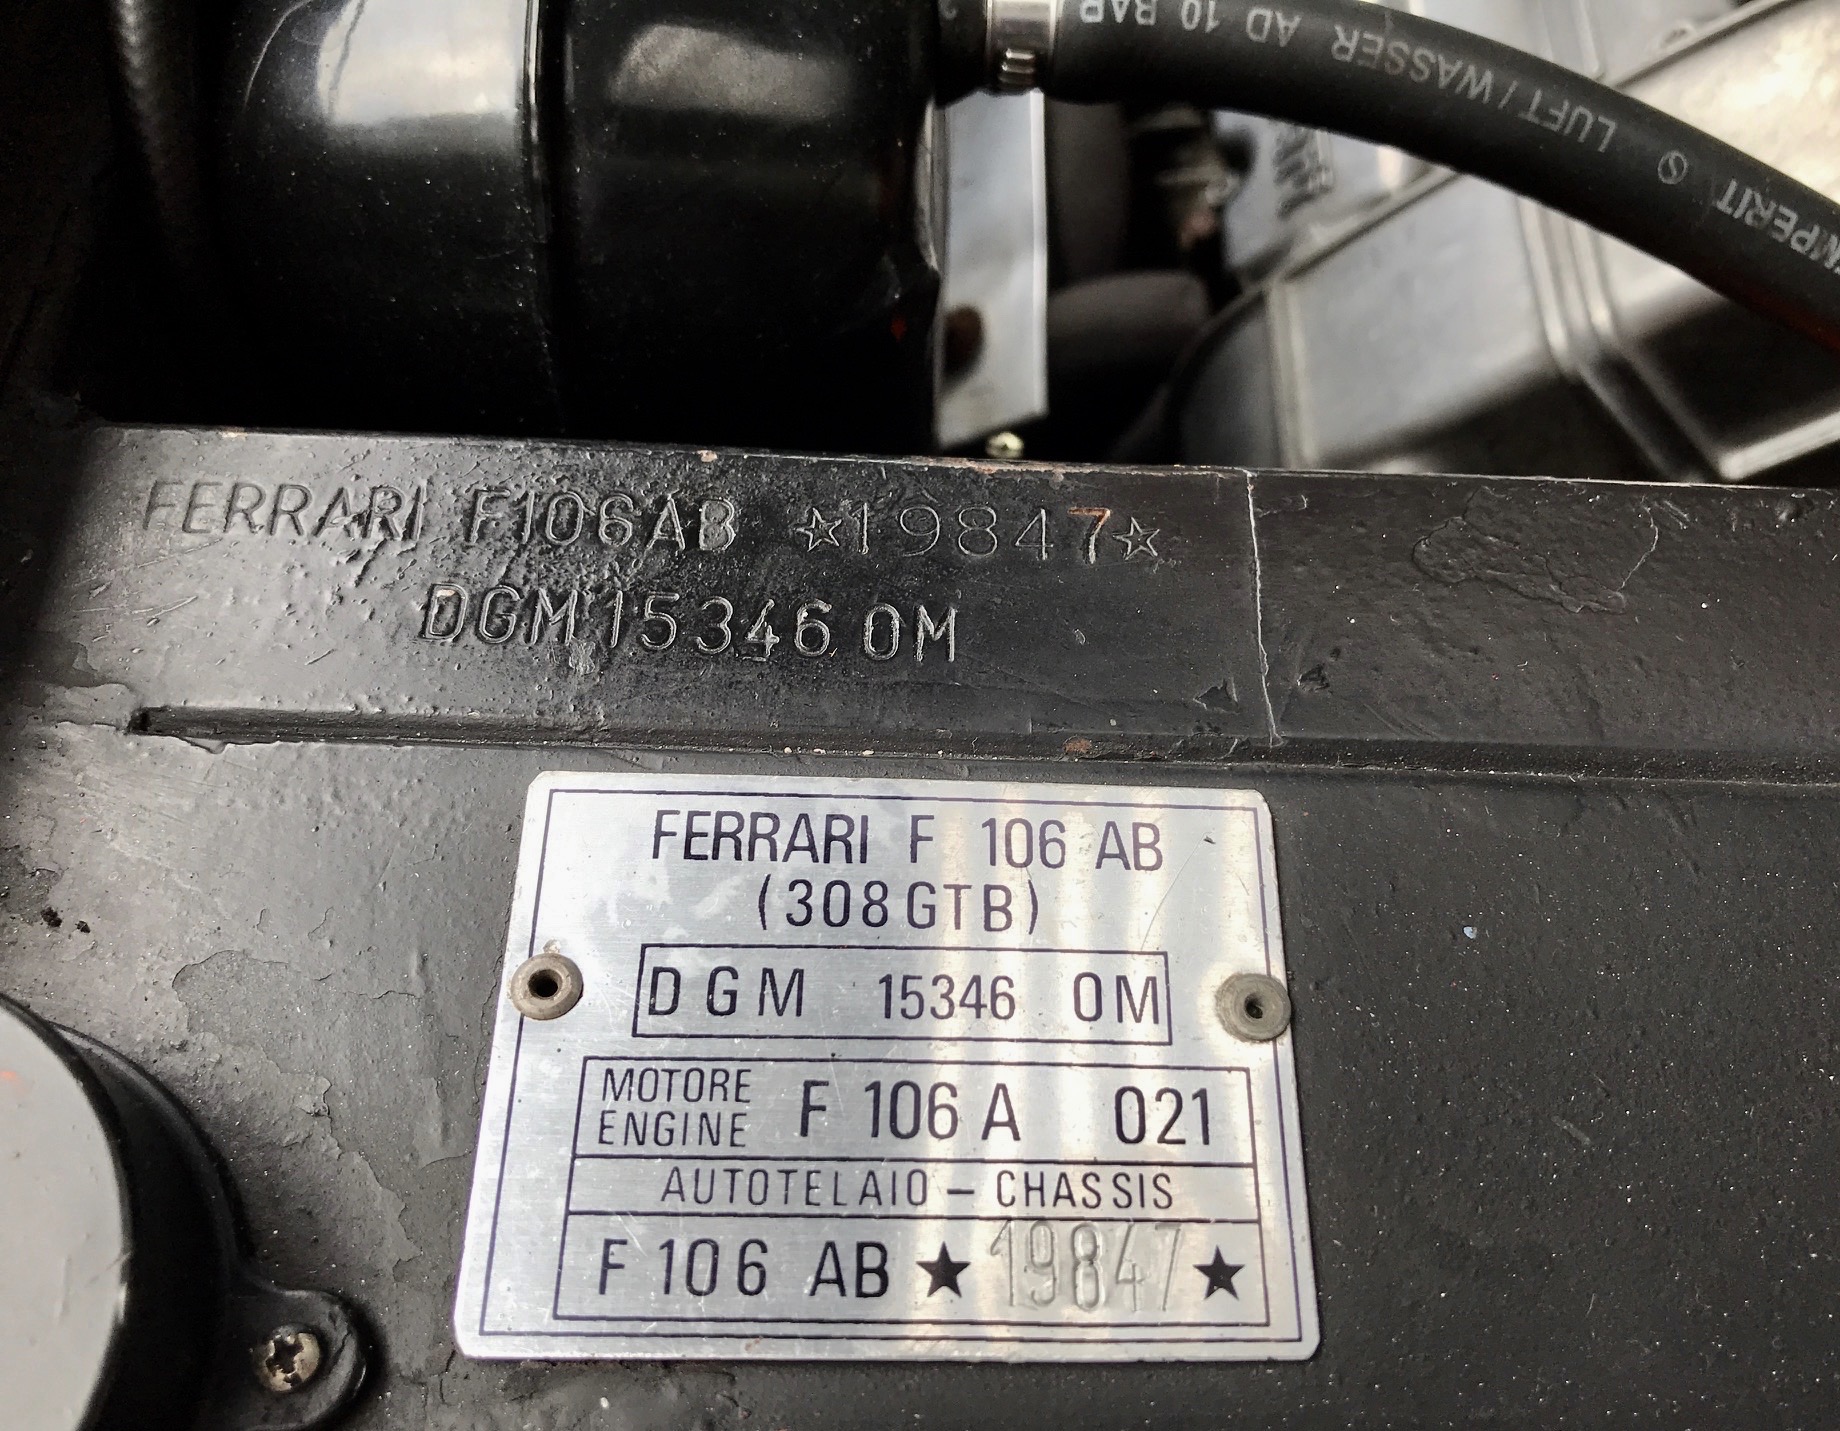 10 BAR
LUFT/WASSER AD
S
FERRARI F106AB ☆19847☆
DGM 15346 OM
FERRARI F 106 AB
(308 GTB)
DGM 15346 OM
MOTORE
ENGINE
F 106 A 021
AUTOTELAIO – CHASSIS
F 106 AB ★ 19847 ★